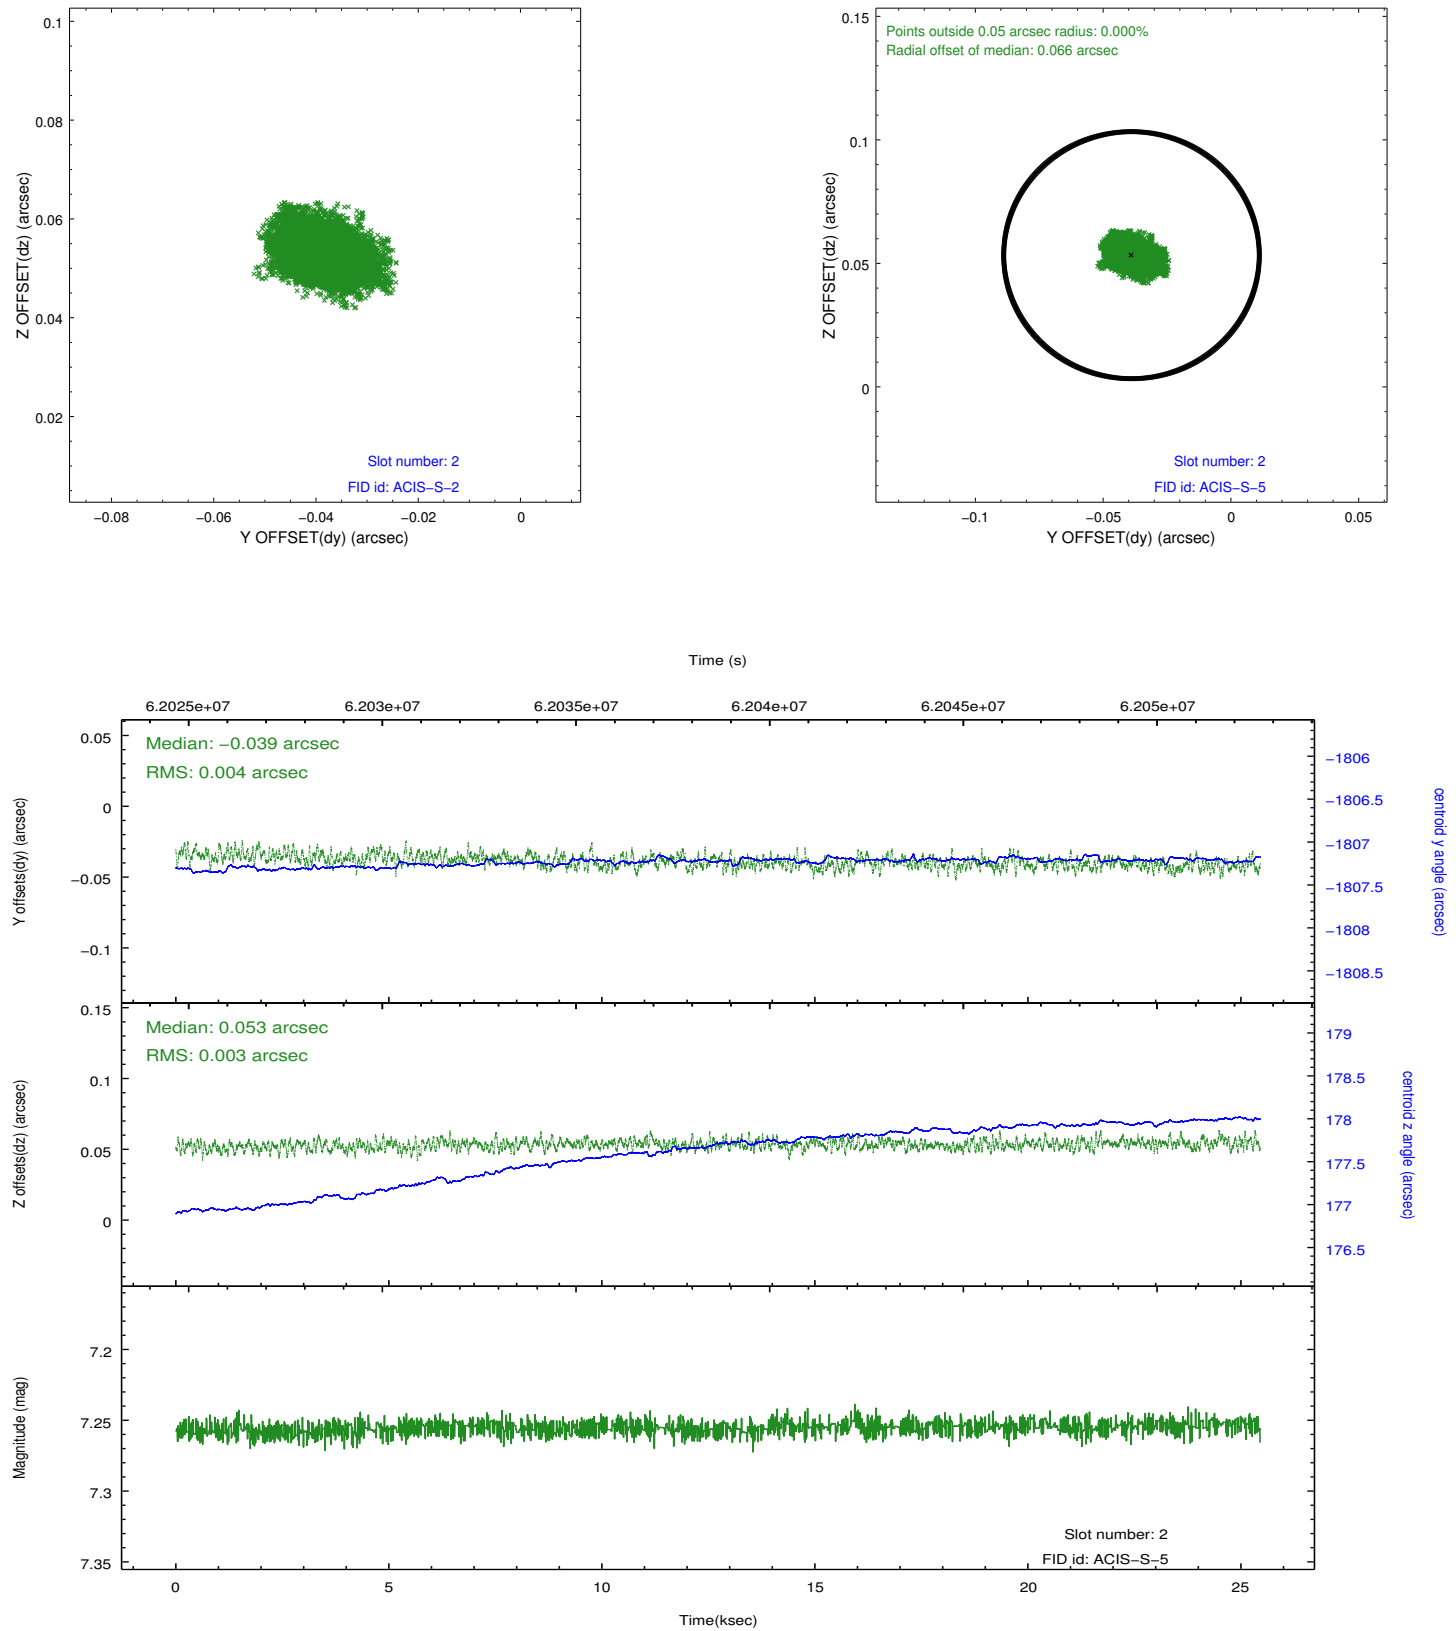 0.1
0.08
0.06
0.04
0.02
Z OFFSET(dz) (arcsec)
Slot number: 2
FID id: ACIS−S−2
−0.08
−0.06
−0.04
−0.02
0
Y OFFSET(dy) (arcsec)
0.15
0.1
0.05
0
Z OFFSET(dz) (arcsec)
Points outside 0.05 arcsec radius: 0.000%
Radial offset of median: 0.066 arcsec
Slot number: 2
FID id: ACIS−S−5
−0.1
−0.05
0
0.05
Y OFFSET(dy) (arcsec)
Time (s)
6.2025e+07
6.203e+07
6.2035e+07
6.204e+07
6.2045e+07
6.205e+07
0.05
0
−0.05
−0.1
Y offsets(dy) (arcsec)
Median: −0.039 arcsec
RMS: 0.004 arcsec
−1806
−1806.5
−1807
−1807.5
−1808
−1808.5
centroid y angle (arcsec)
0.15
0.1
0.05
0
Z offsets(dz) (arcsec)
Median: 0.053 arcsec
RMS: 0.003 arcsec
179
178.5
178
177.5
177
176.5
centroid z angle (arcsec)
7.2
7.25
7.3
7.35
Magnitude (mag)
Slot number: 2
FID id: ACIS−S−5
0
5
10
15
20
25
Time(ksec)